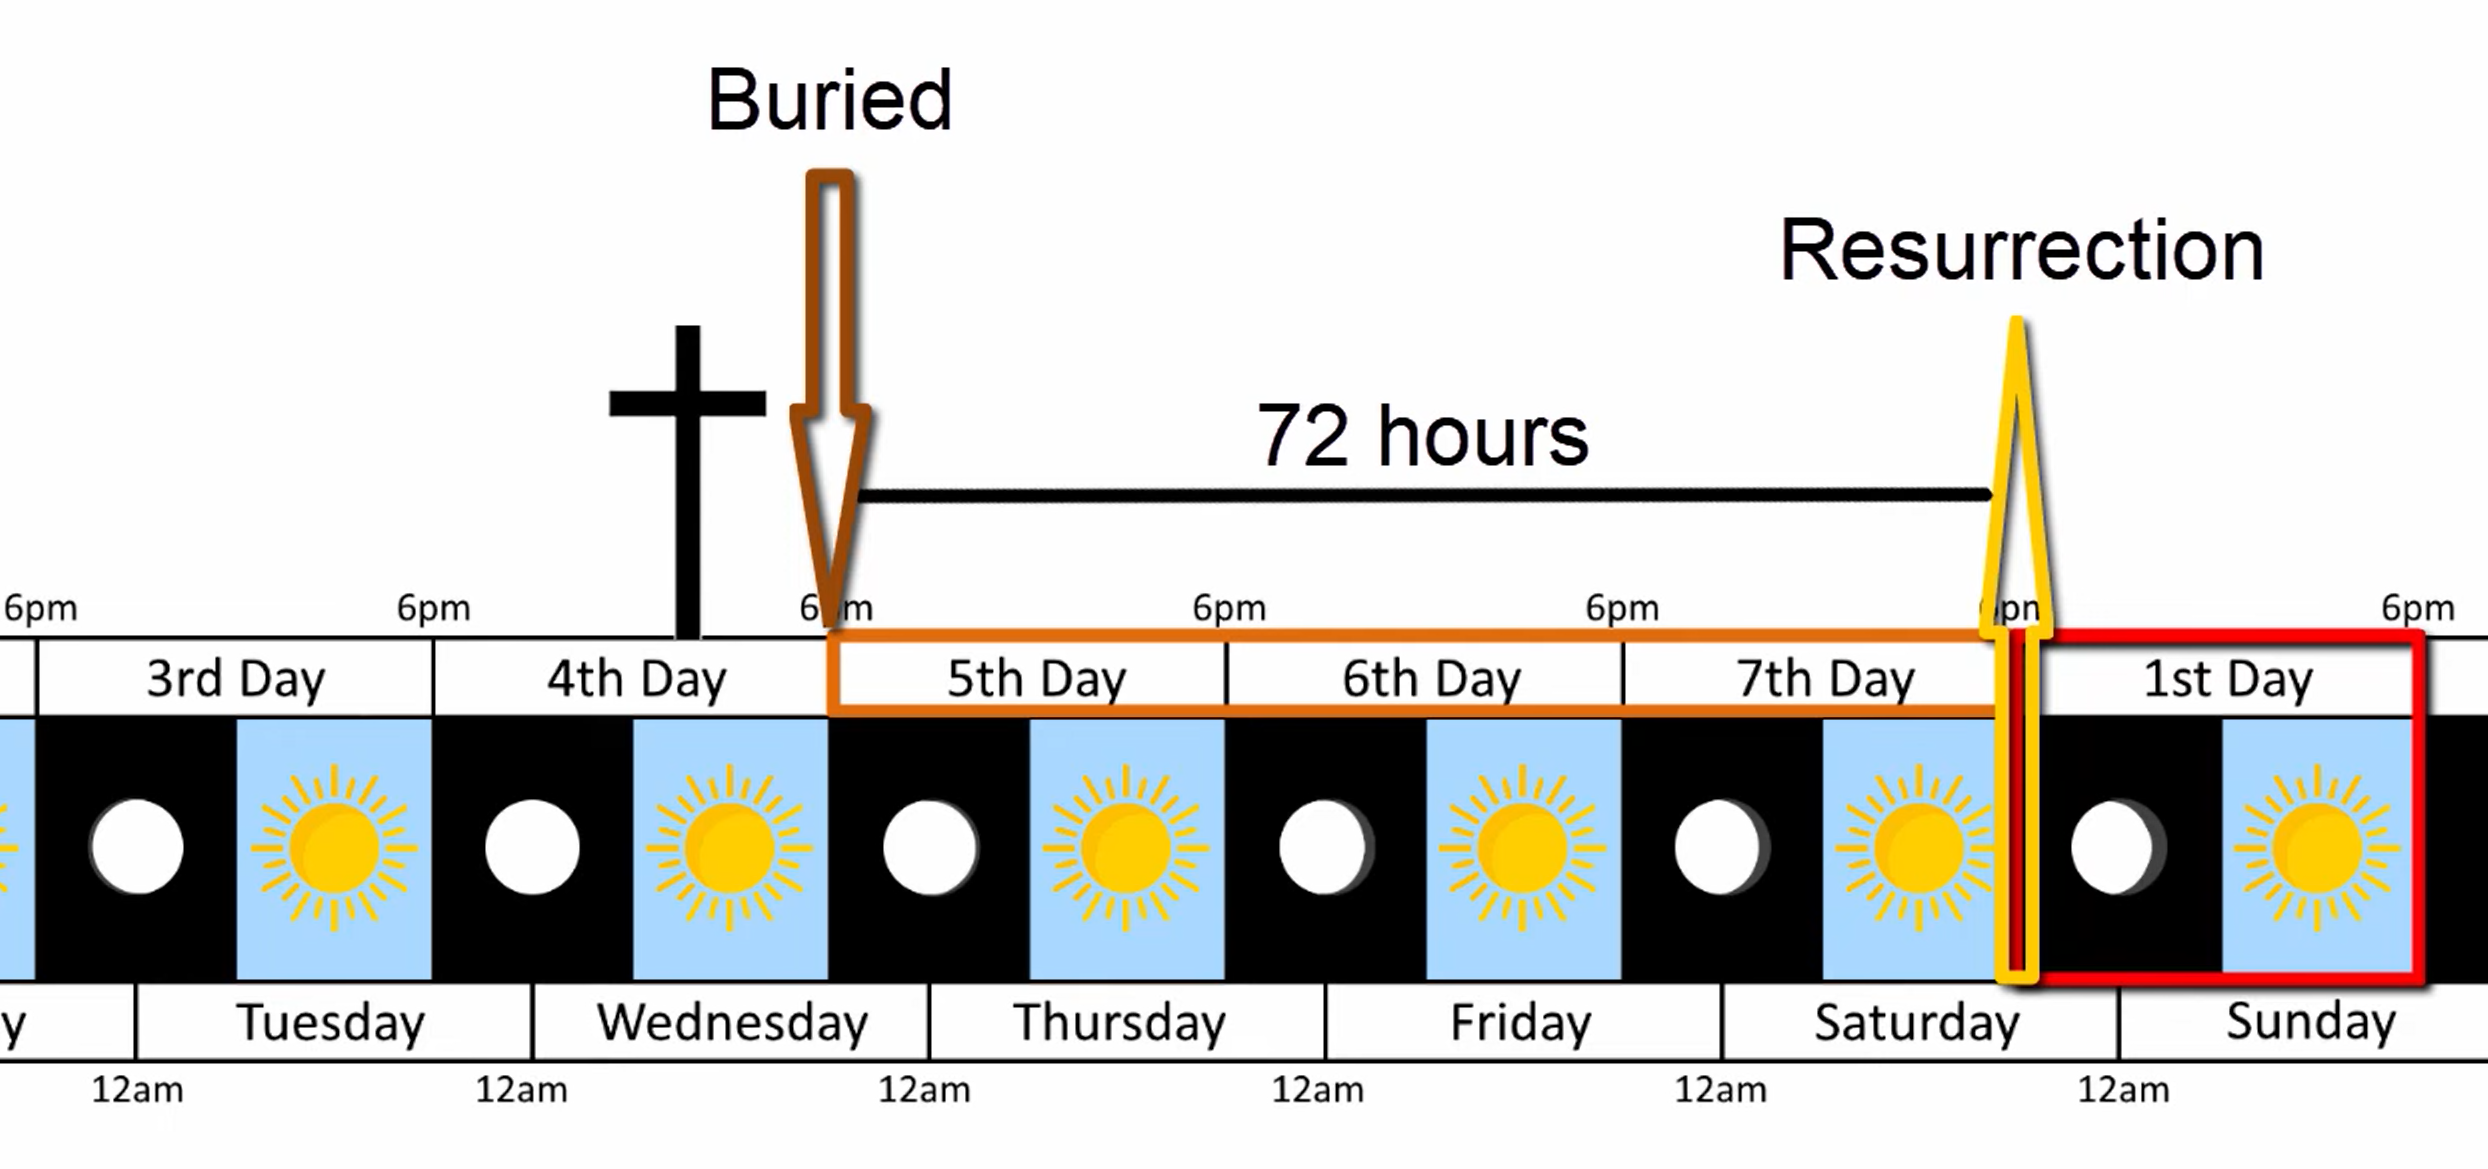 Buried
Resurrection
72 hours
6pm 6pm 6pm 6pm 6pm 6pm
3rd Day 4th Day 5th Day 6th Day 7th Day 1st Day
y Tuesday Wednesday Thursday Friday Saturday Sunday
12am 12am 12am 12am 12am 12am